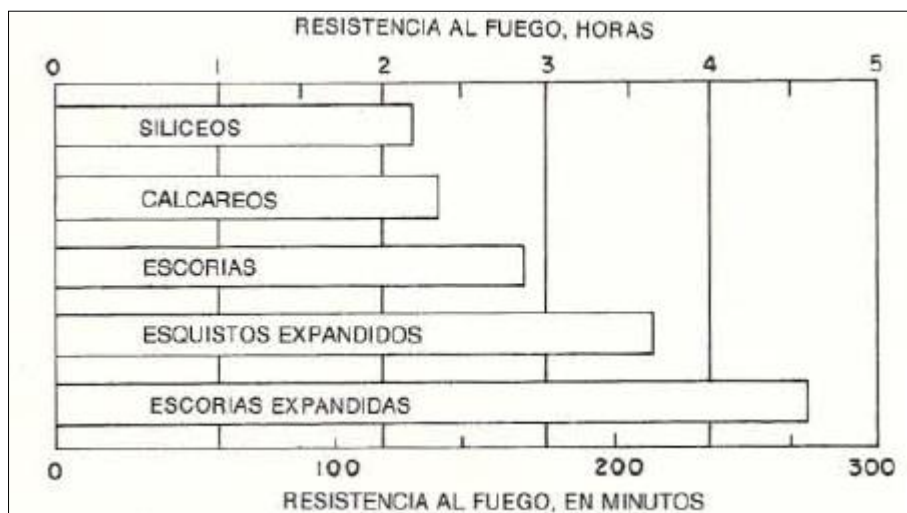 RESISTENCIA AL FUEGO, HORAS
0 1 2 3 4 5
SILICEOS
CALCAREOS
ESCORIAS
ESQUISTOS EXPANDIDOS
ESCORIAS EXPANDIDAS
0 100 200 300
RESISTENCIA AL FUEGO, EN MINUTOS